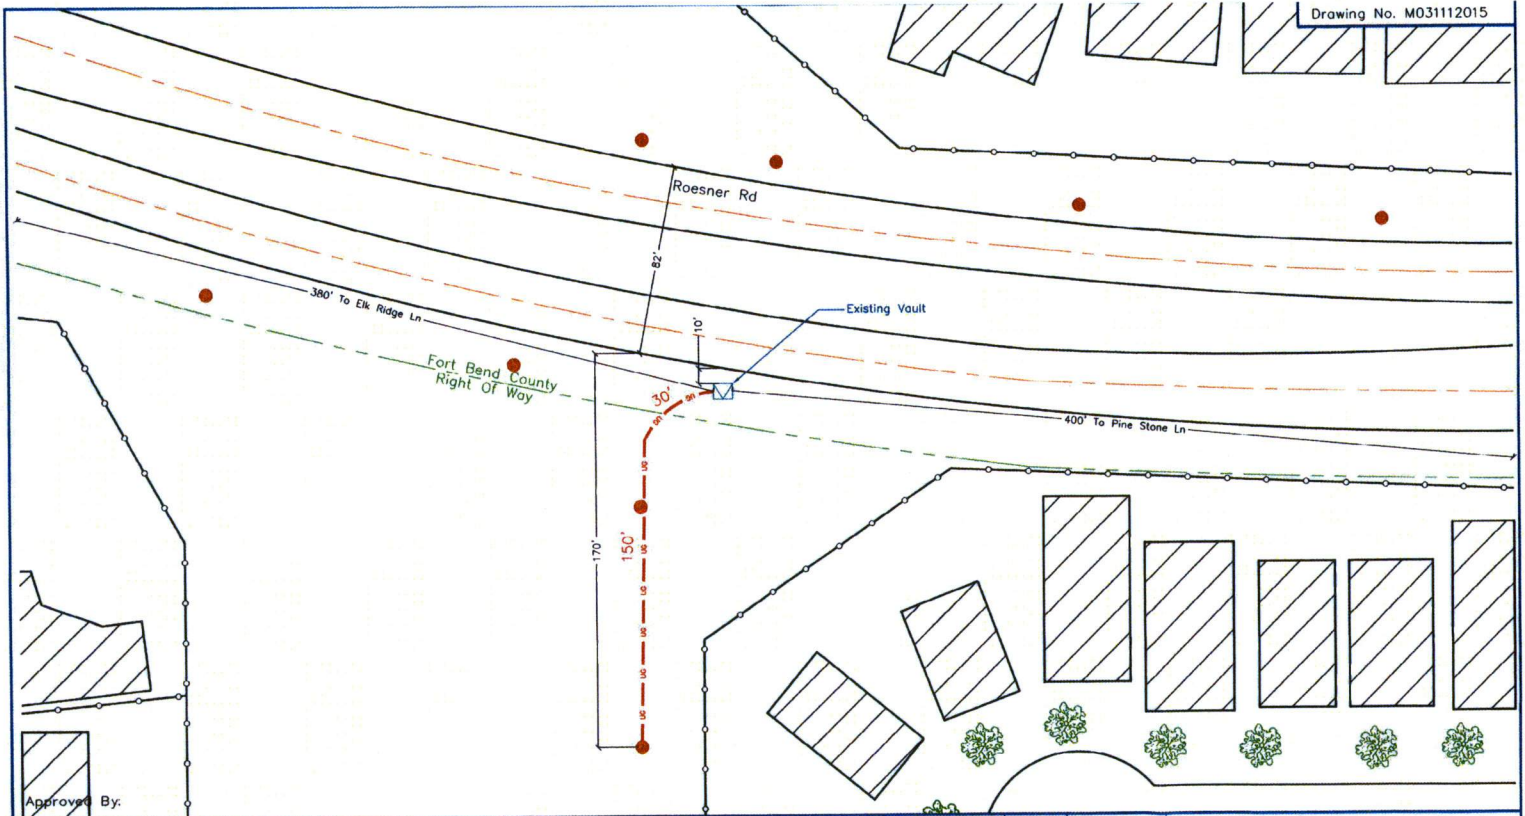 Drawing No. M031112015
Roesner Rd
82'
380' To Elk Ridge Ln
10'
Existing Vault
Fort Bend County
Right Of Way
30'
400' To Pine Stone Ln
UG
UG
UG
150'
170'
UG
UG
UG
UG
UG
UG
Approved By: